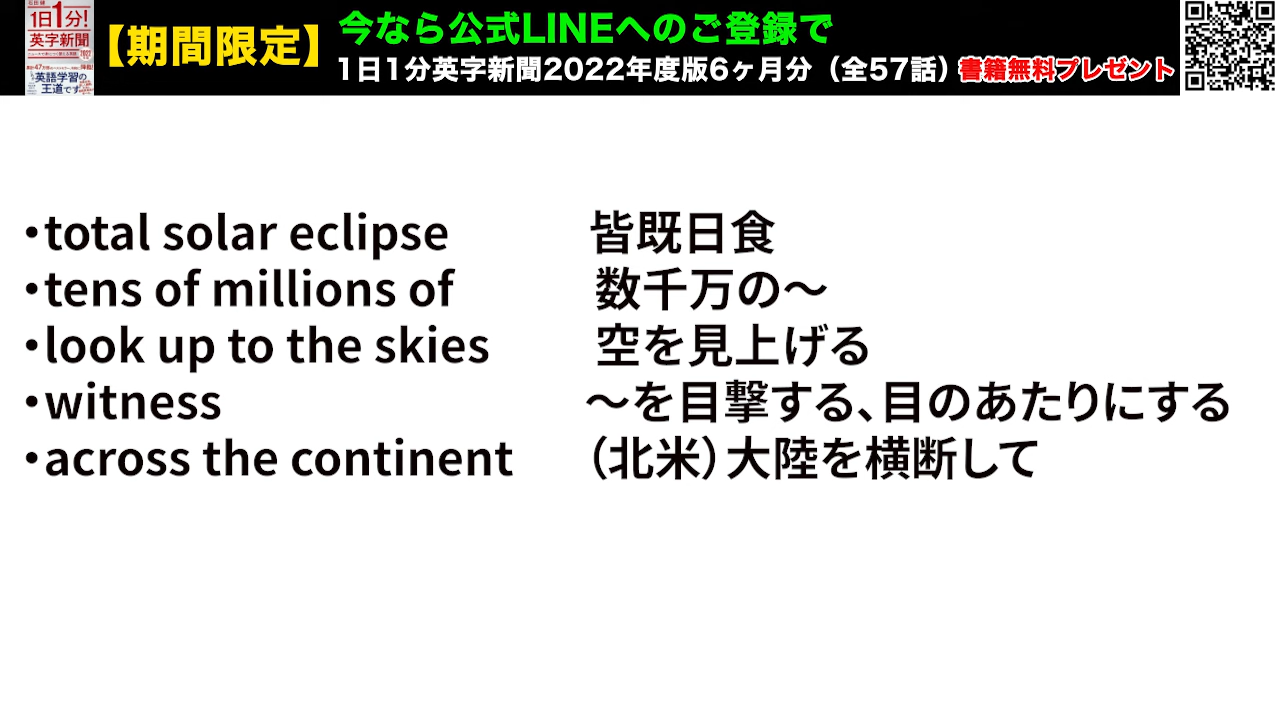 1日1分!
英字新聞
英語学習の
王道です
【期間限定】
今なら公式LINEへのご登録で
1日1分英字新聞2022年度版6ヶ月分（全57話）書籍無料プレゼント
・total solar eclipse 皆既日食
・tens of millions of 数千万の〜
・look up to the skies 空を見上げる
・witness 〜を目撃する、目のあたりにする
・across the continent （北米）大陸を横断して